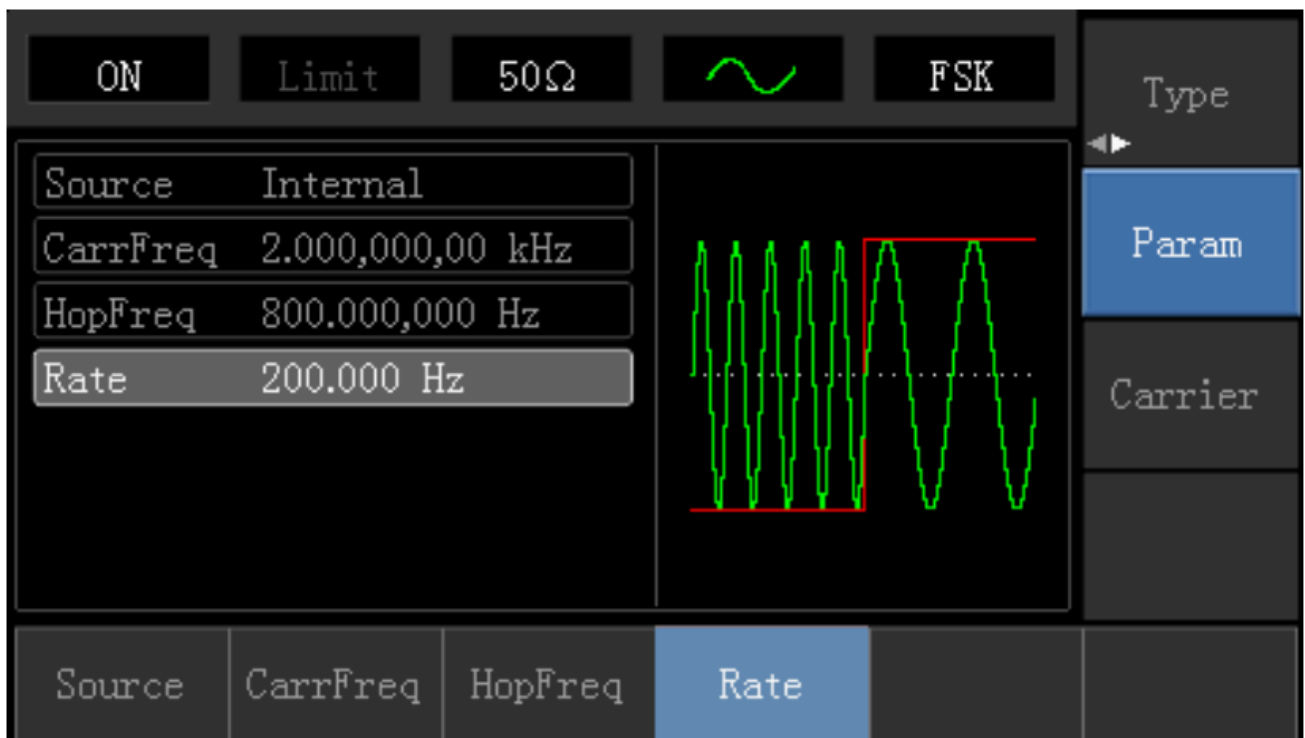 ON Limit 50Ω FSK
Type
Source Internal
CarrFreq 2.000,000,00 kHz
HopFreq 800.000,000 Hz
Rate 200.000 Hz
Param
Carrier
Source CarrFreq HopFreq Rate